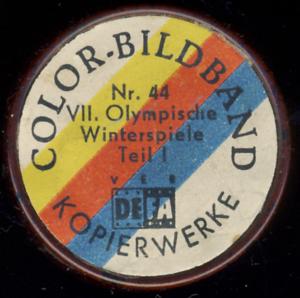 COLOR-BILDBAND
Nr. 44
VII. Olympische
Winterspiele
Teil I
VEB
DEFA
KOPIERWERKE